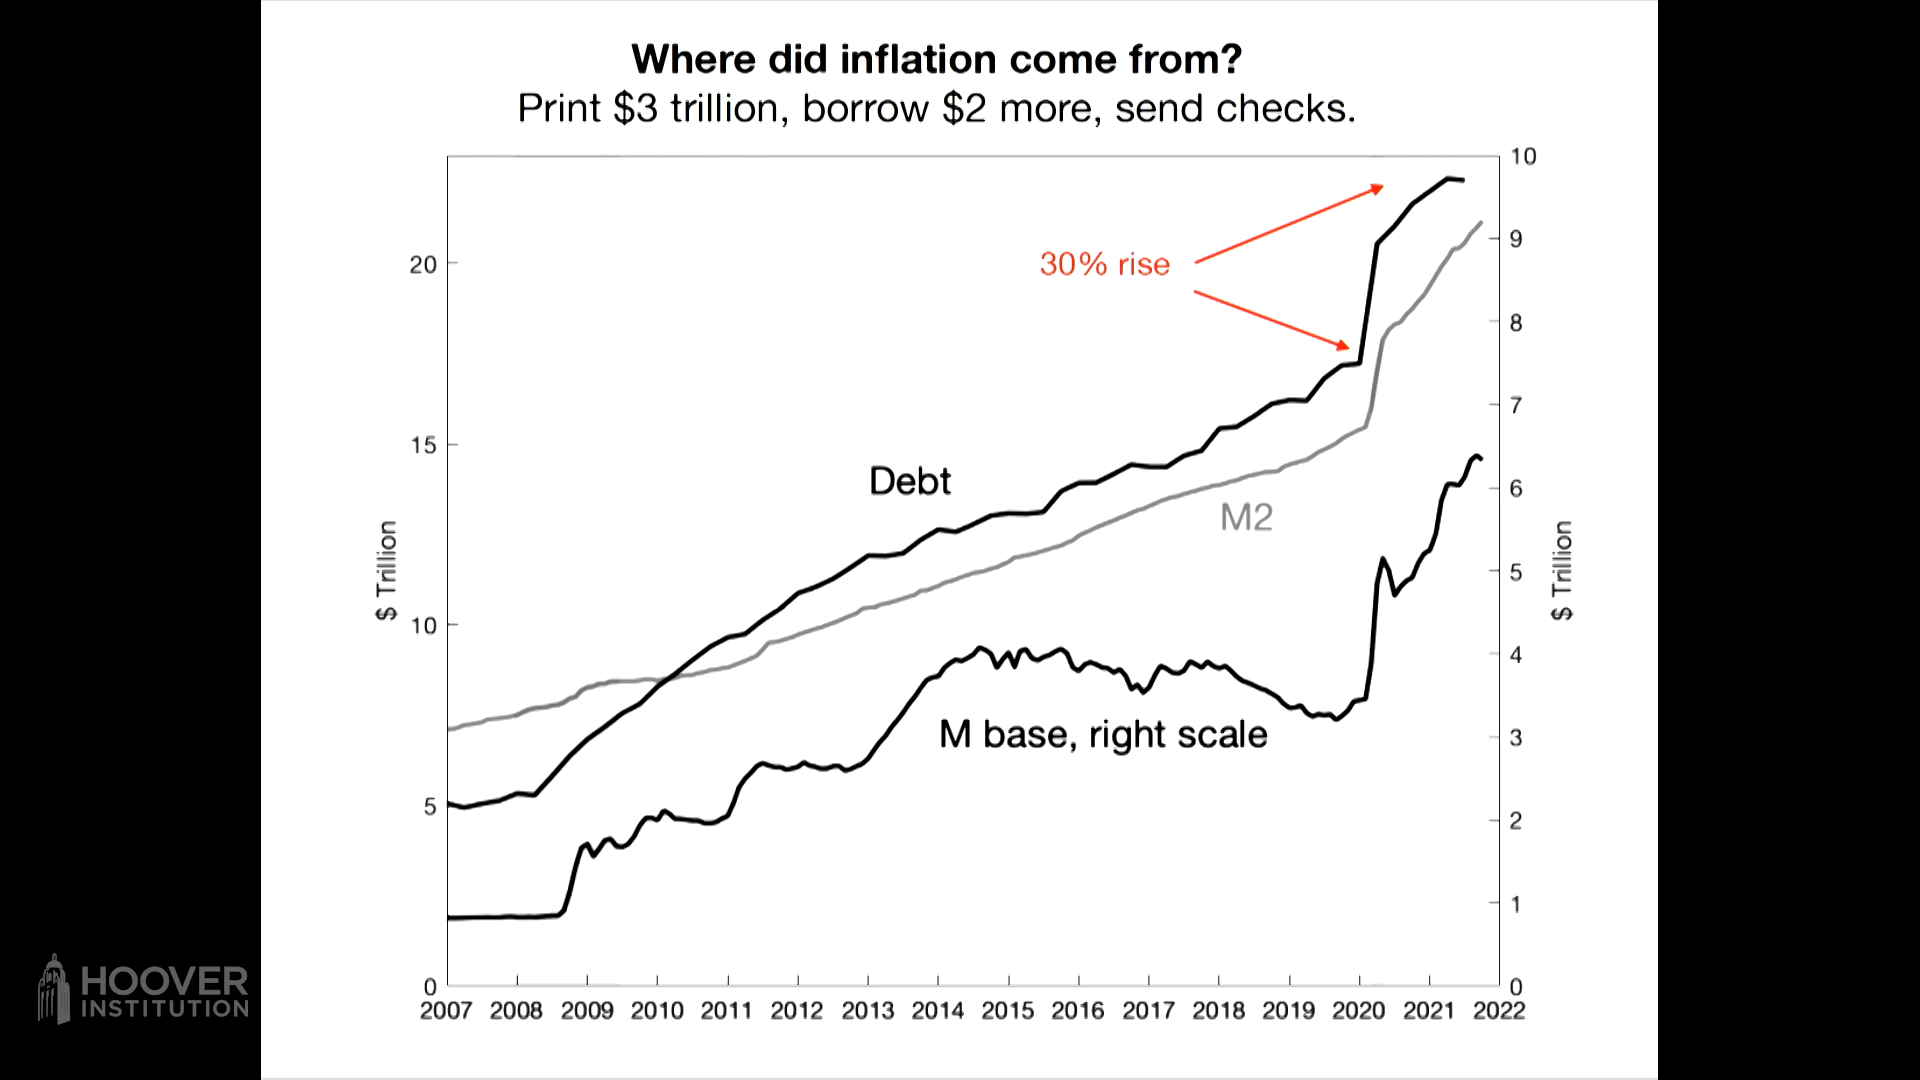 Where did inflation come from?
Print $3 trillion, borrow $2 more, send checks.
10
9
8
7
6
5
4
3
2
1
0
20
15
10
5
0
30% rise
Debt
M2
M base, right scale
$ Trillion
$ Trillion
2007 2008 2009 2010 2011 2012 2013 2014 2015 2016 2017 2018 2019 2020 2021 2022
HOOVER
INSTITUTION